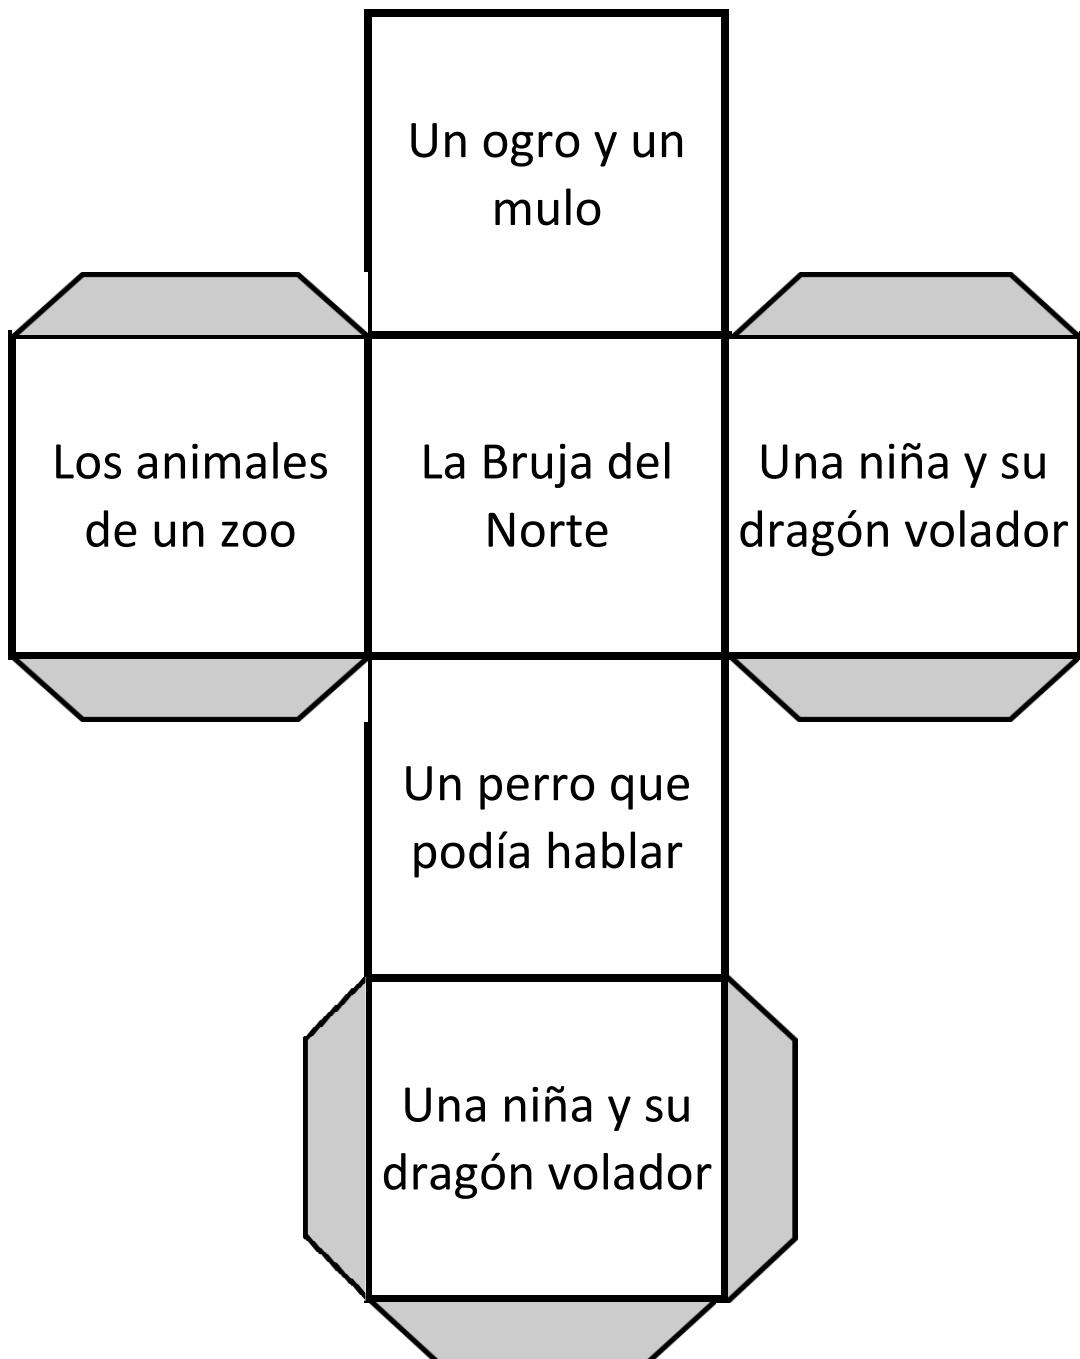 Un ogro y un
mulo
Los animales
de un zoo
La Bruja del
Norte
Una niña y su
dragón volador
Un perro que
podía hablar
Una niña y su
dragón volador